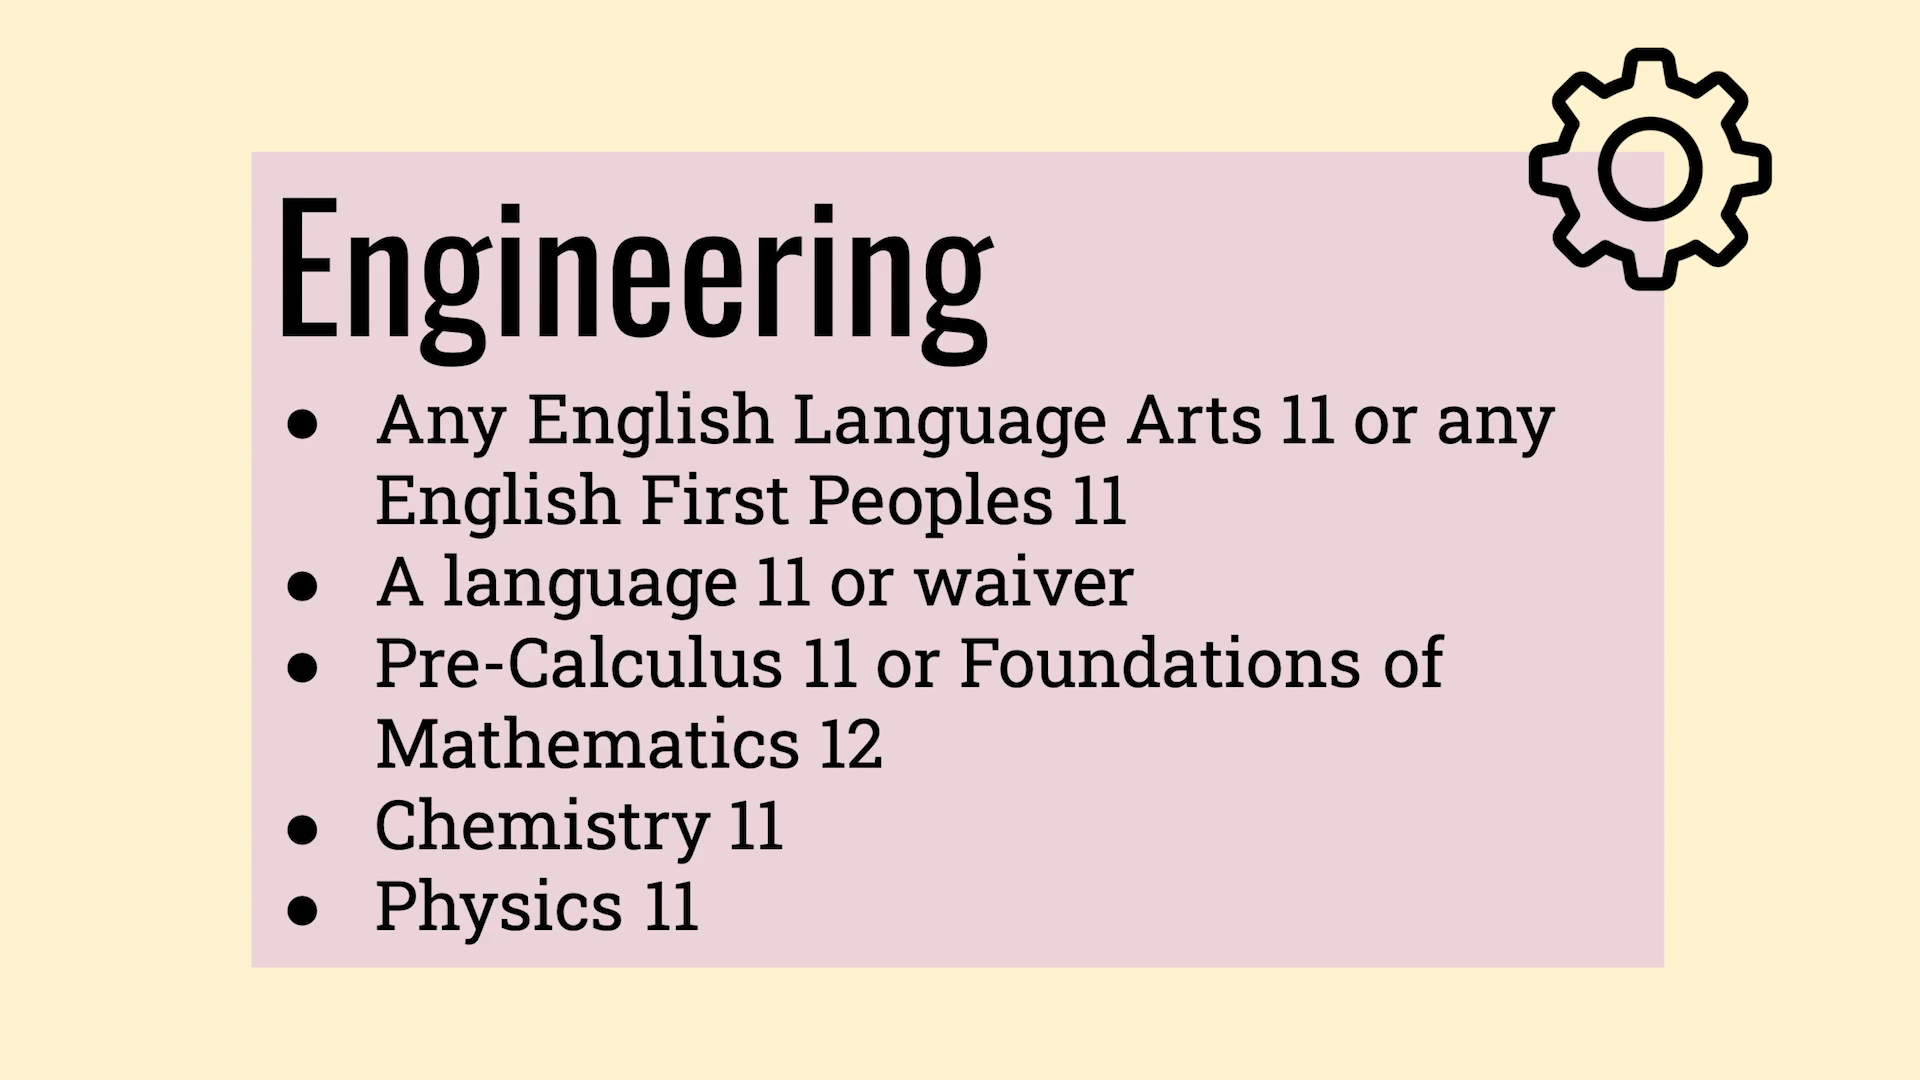 Engineering
● Any English Language Arts 11 or any
English First Peoples 11
● A language 11 or waiver
● Pre-Calculus 11 or Foundations of
Mathematics 12
● Chemistry 11
● Physics 11